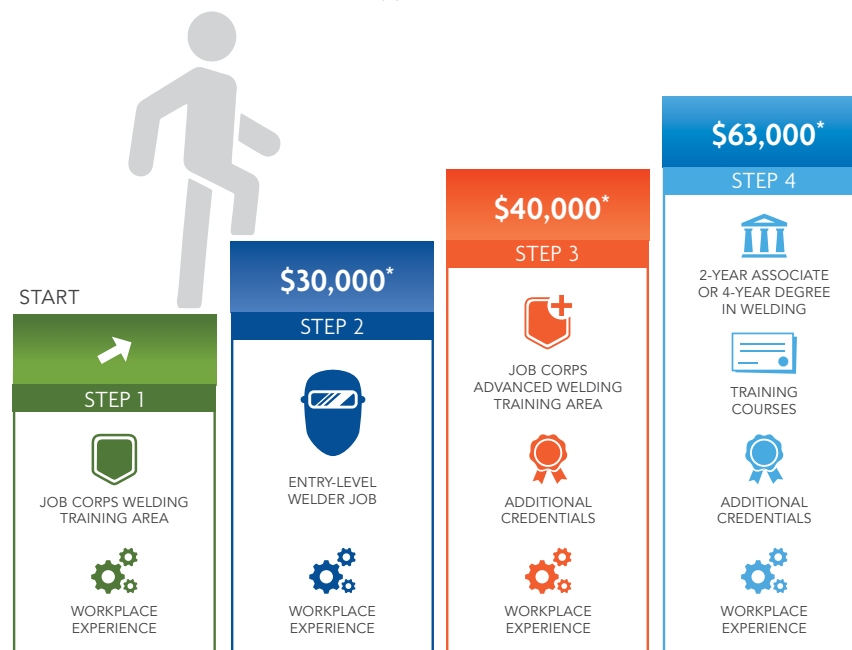 START
STEP 1
JOB CORPS WELDING
TRAINING AREA
WORKPLACE
EXPERIENCE
$30,000*
STEP 2
ENTRY-LEVEL
WELDER JOB
WORKPLACE
EXPERIENCE
$40,000*
STEP 3
JOB CORPS
ADVANCED WELDING
TRAINING AREA
ADDITIONAL
CREDENTIALS
WORKPLACE
EXPERIENCE
$63,000*
STEP 4
2-YEAR ASSOCIATE
OR 4-YEAR DEGREE
IN WELDING
TRAINING
COURSES
ADDITIONAL
CREDENTIALS
WORKPLACE
EXPERIENCE